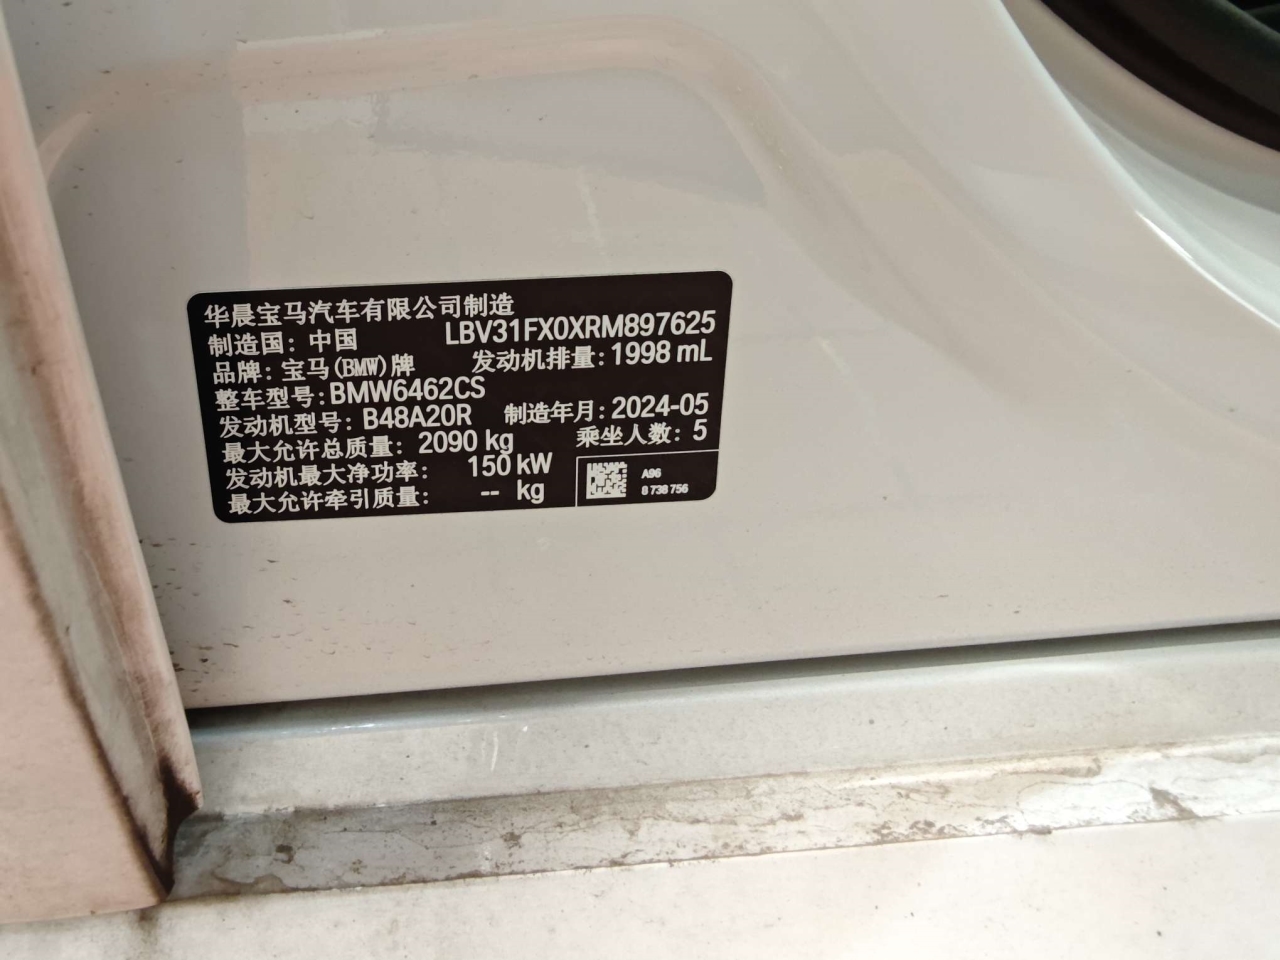 华晨宝马汽车有限公司制造
制造国: 中国 LBV31FX0XRM897625
品牌: 宝马(BMW)牌 发动机排量: 1998 mL
整车型号: BMW6462CS
发动机型号: B48A20R 制造年月: 2024-05
最大允许总质量: 2090 kg 乘坐人数: 5
发动机最大净功率: 150 kW
最大允许牵引质量: -- kg
A96
8 738 756